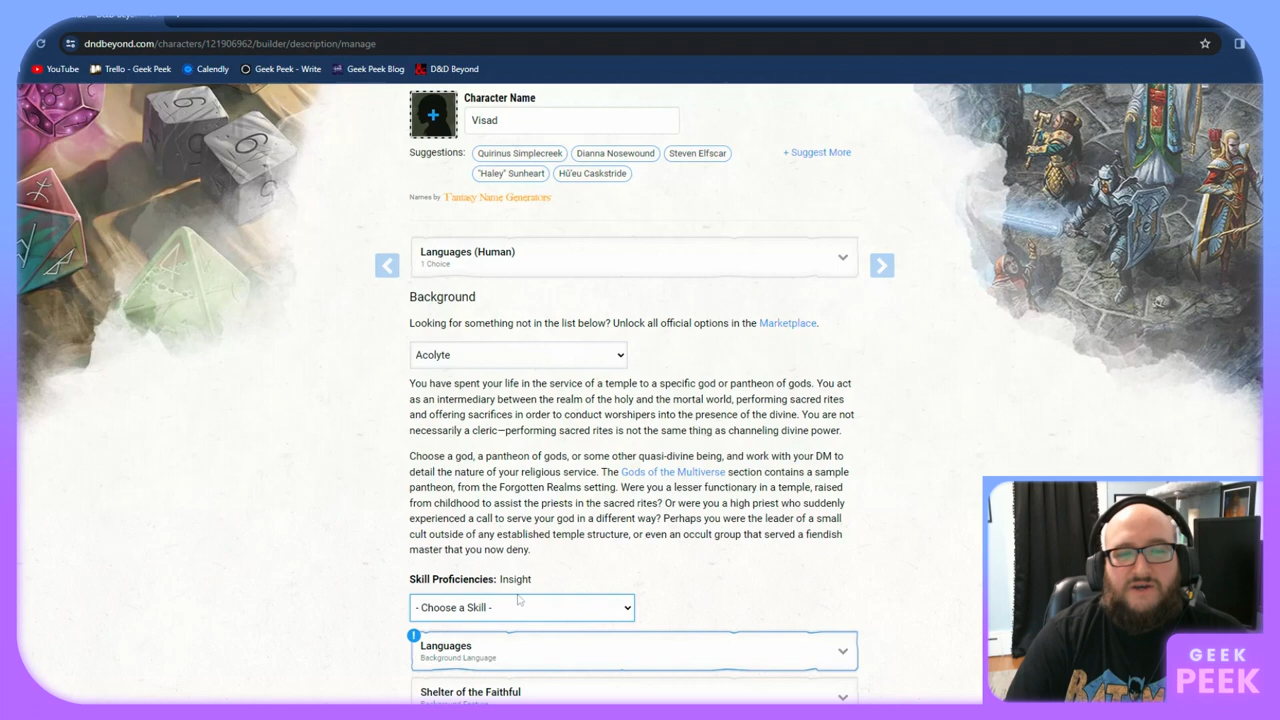 dndbeyond.com/characters/121906962/builder/description/manage
YouTube
Trello - Geek Peek
Calendly
Geek Peek - Write
Geek Peek Blog
D&D Beyond
Character Name
Visad
Suggestions:
Quirinus Simplecreek
Dianna Nosewound
Steven Elfscar
+ Suggest More
"Haley" Sunheart
Hü'eu Caskstride
Names by Fantasy Name Generators
Languages (Human)
1 Choice
Background
Looking for something not in the list below? Unlock all official options in the Marketplace.
Acolyte
You have spent your life in the service of a temple to a specific god or pantheon of gods. You act
as an intermediary between the realm of the holy and the mortal world, performing sacred rites
and offering sacrifices in order to conduct worshipers into the presence of the divine. You are not
necessarily a cleric—performing sacred rites is not the same thing as channeling divine power.
Choose a god, a pantheon of gods, or some other quasi-divine being, and work with your DM to
detail the nature of your religious service. The Gods of the Multiverse section contains a sample
pantheon, from the Forgotten Realms setting. Were you a lesser functionary in a temple, raised
from childhood to assist the priests in the sacred rites? Or were you a high priest who suddenly
experienced a call to serve your god in a different way? Perhaps you were the leader of a small
cult outside of any established temple structure, or even an occult group that served a fiendish
master that you now deny.
Skill Proficiencies: Insight
- Choose a Skill -
!
Languages
Background Language
Shelter of the Faithful
GEEK
PEEK